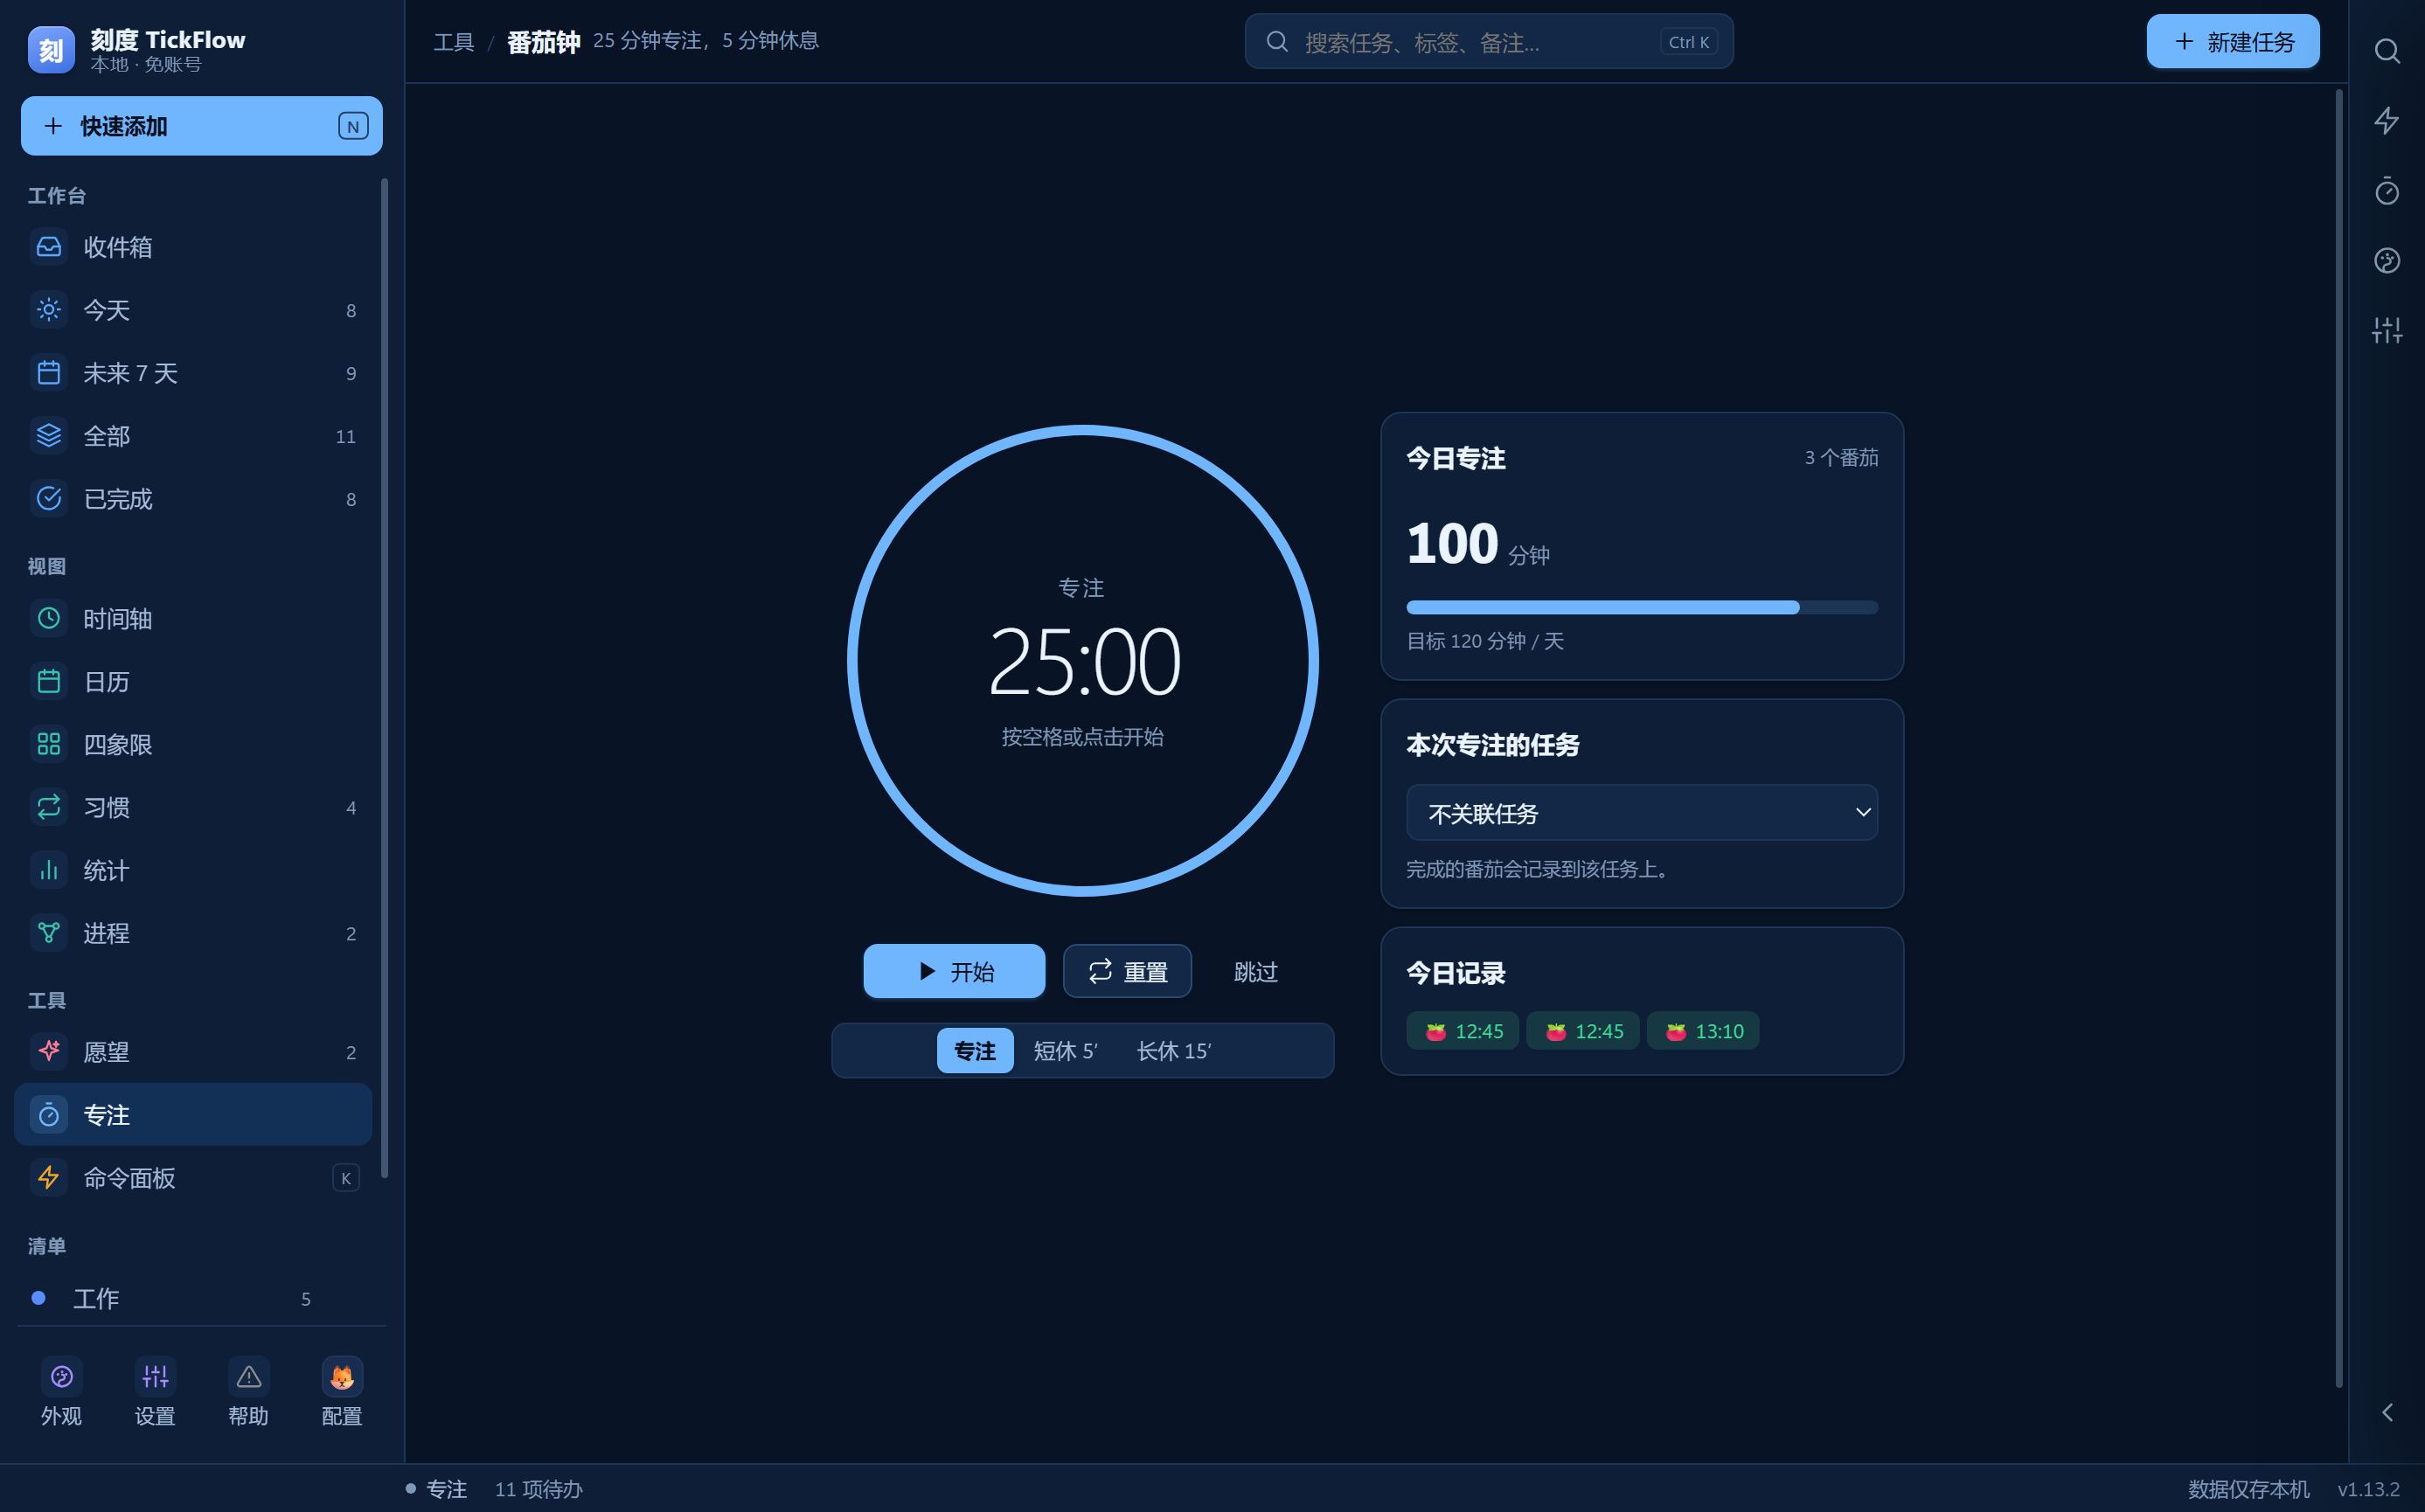 刻
刻度 TickFlow
本地 · 免账号
快速添加
N
工作台
收件箱
今天 8
未来 7 天 9
全部 11
已完成 8
视图
时间轴
日历
四象限
习惯 4
统计
进程 2
工具
愿望 2
专注
命令面板 K
清单
工作 5
外观
设置
帮助
配置
工具 / 番茄钟 25 分钟专注，5 分钟休息
搜索任务、标签、备注...
Ctrl K
新建任务
专注
25:00
按空格或点击开始
开始
重置
跳过
专注
短休 5′
长休 15′
今日专注
3 个番茄
100 分钟
目标 120 分钟 / 天
本次专注的任务
不关联任务
完成的番茄会记录到该任务上。
今日记录
12:45
12:45
13:10
专注
11 项待办
数据仅存本机
v1.13.2